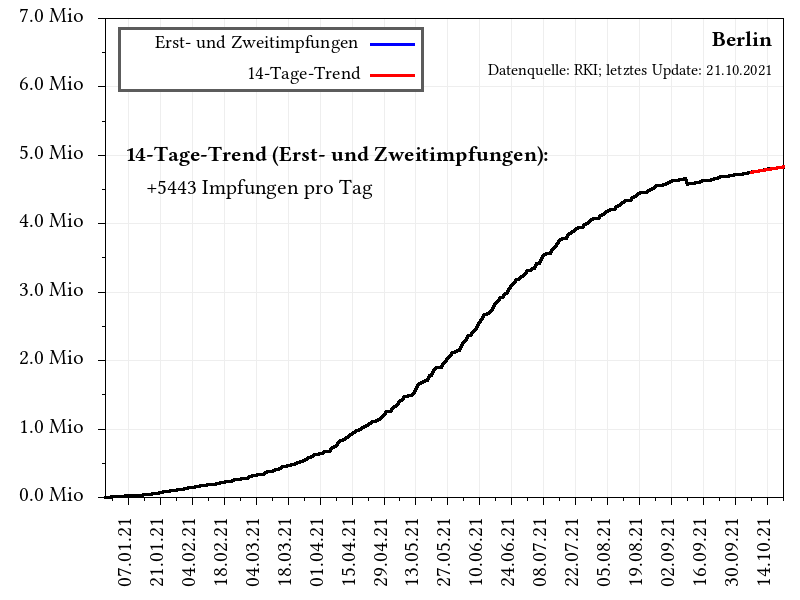 7.0 Mio
6.0 Mio
5.0 Mio
4.0 Mio
3.0 Mio
2.0 Mio
1.0 Mio
0.0 Mio
Erst- und Zweitimpfungen
14-Tage-Trend
Berlin
Datenquelle: RKI; letztes Update: 21.10.2021
14-Tage-Trend (Erst- und Zweitimpfungen):
+5443 Impfungen pro Tag
07.01.21
21.01.21
04.02.21
18.02.21
04.03.21
18.03.21
01.04.21
15.04.21
29.04.21
13.05.21
27.05.21
10.06.21
24.06.21
08.07.21
22.07.21
05.08.21
19.08.21
02.09.21
16.09.21
30.09.21
14.10.21